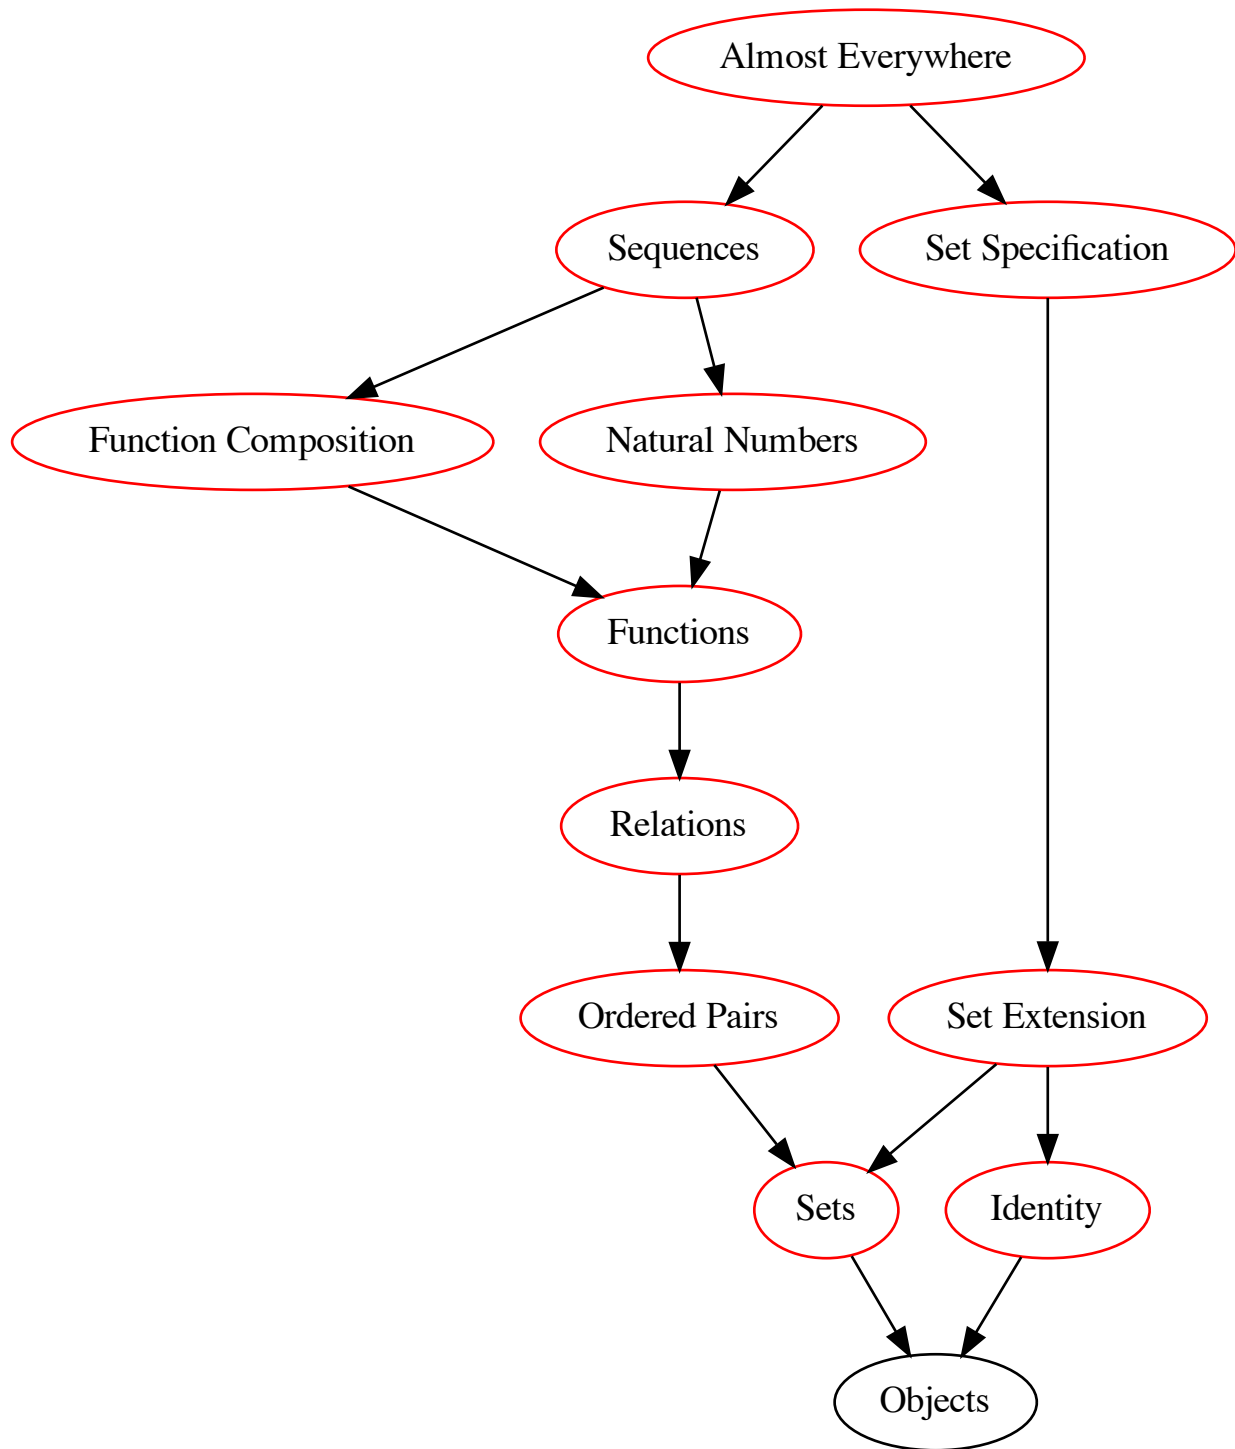 Almost Everywhere
Sequences
Set Specification
Function Composition
Natural Numbers
Functions
Relations
Ordered Pairs
Set Extension
Sets
Identity
Objects